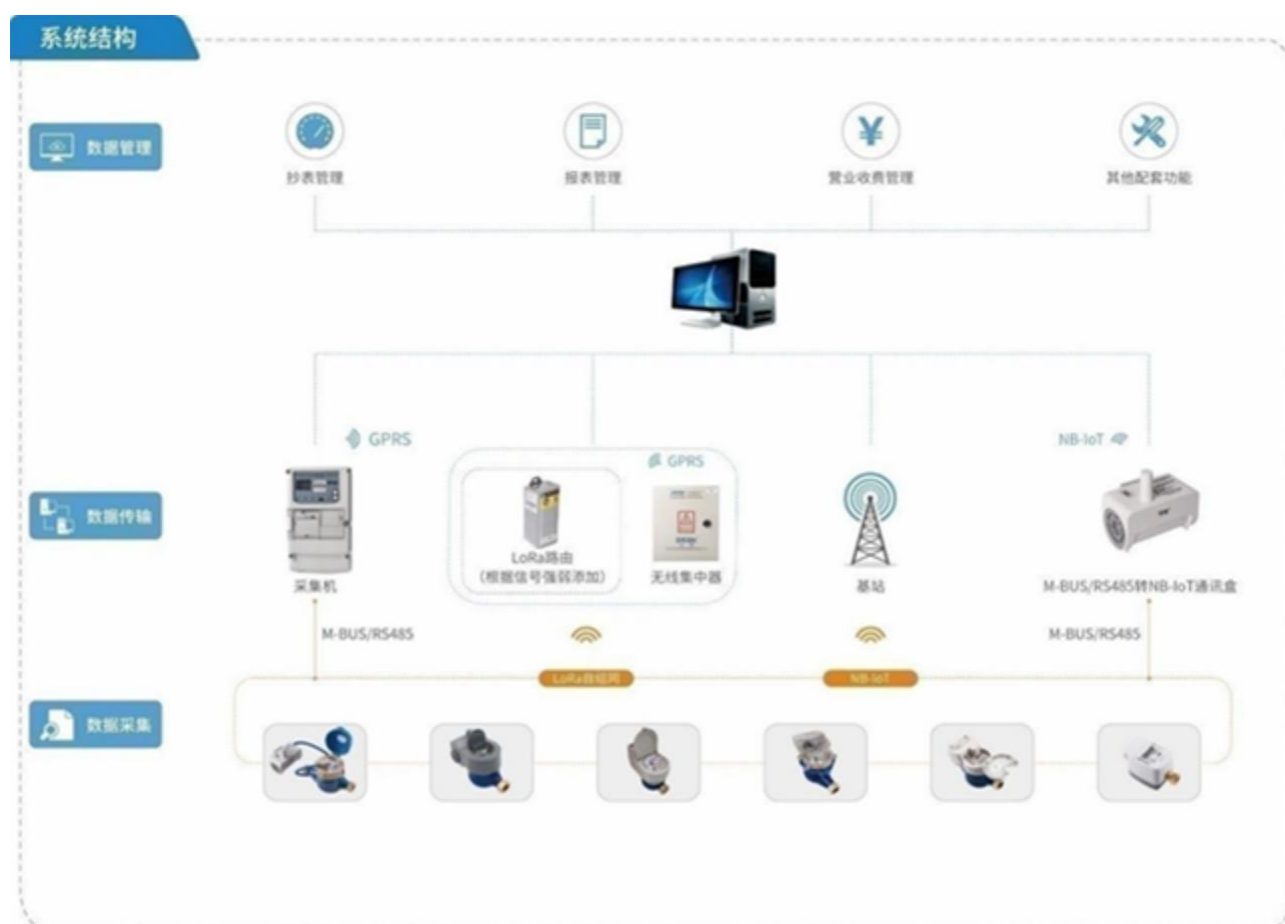 系统结构
数据管理
抄表管理
报表管理
营业收费管理
其他配套功能
GPRS
NB-IoT
GPRS
数据传输
LoRa路由
(根据信号强弱添加)
无线集中器
采集机
基站
M-BUS/RS485转NB-IoT通讯盒
M-BUS/RS485
M-BUS/RS485
LoRa自组网
NB-IoT
数据采集